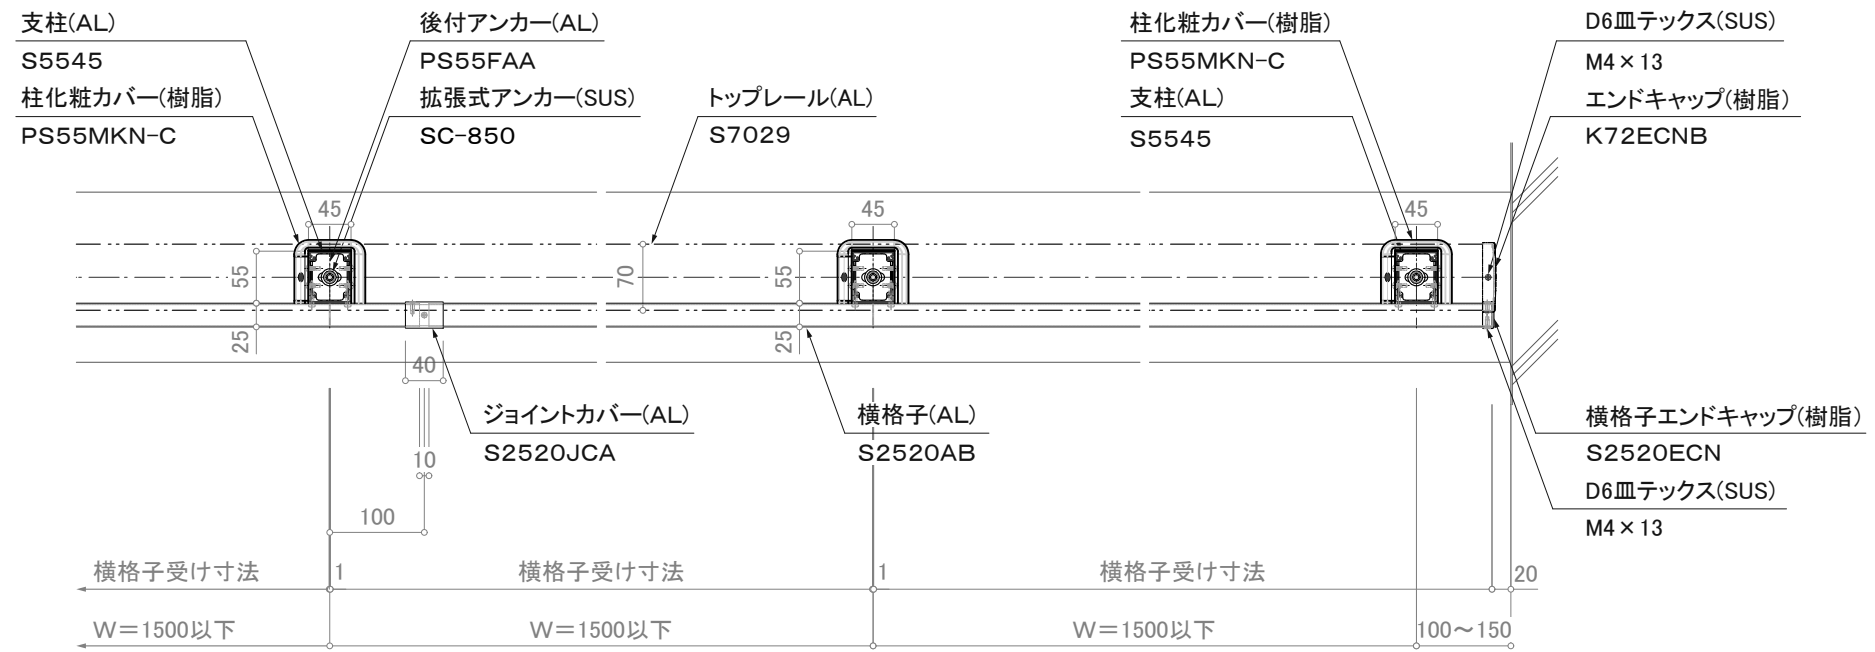 支柱(AL)
S5545
柱化粧カバー(樹脂)
PS55MKN-C
後付アンカー(AL)
PS55FAA
拡張式アンカー(SUS)
SC-850
トップレール(AL)
S7029
柱化粧カバー(樹脂)
PS55MKN-C
支柱(AL)
S5545
D6皿テックス(SUS)
M4×13
エンドキャップ(樹脂)
K72ECNB
45
45
45
55
70
55
25
25
40
ジョイントカバー(AL)
S2520JCA
横格子(AL)
S2520AB
横格子エンドキャップ(樹脂)
S2520ECN
D6皿テックス(SUS)
M4×13
10
100
横格子受け寸法
1
横格子受け寸法
1
横格子受け寸法
20
W=1500以下
W=1500以下
W=1500以下
100～150